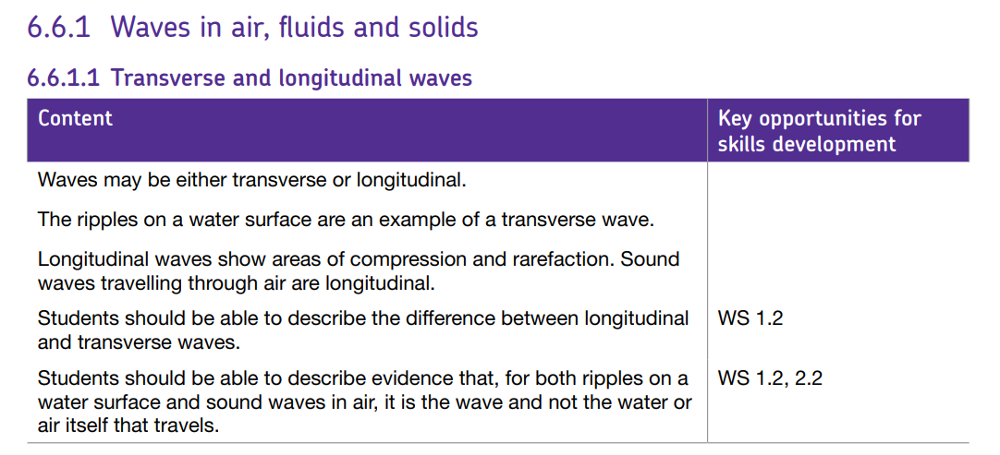 6.6.1 Waves in air, fluids and solids
6.6.1.1 Transverse and longitudinal waves
Content
Key opportunities for
skills development
Waves may be either transverse or longitudinal.
The ripples on a water surface are an example of a transverse wave.
Longitudinal waves show areas of compression and rarefaction. Sound
waves travelling through air are longitudinal.
Students should be able to describe the difference between longitudinal
and transverse waves.
WS 1.2
Students should be able to describe evidence that, for both ripples on a
water surface and sound waves in air, it is the wave and not the water or
air itself that travels.
WS 1.2, 2.2